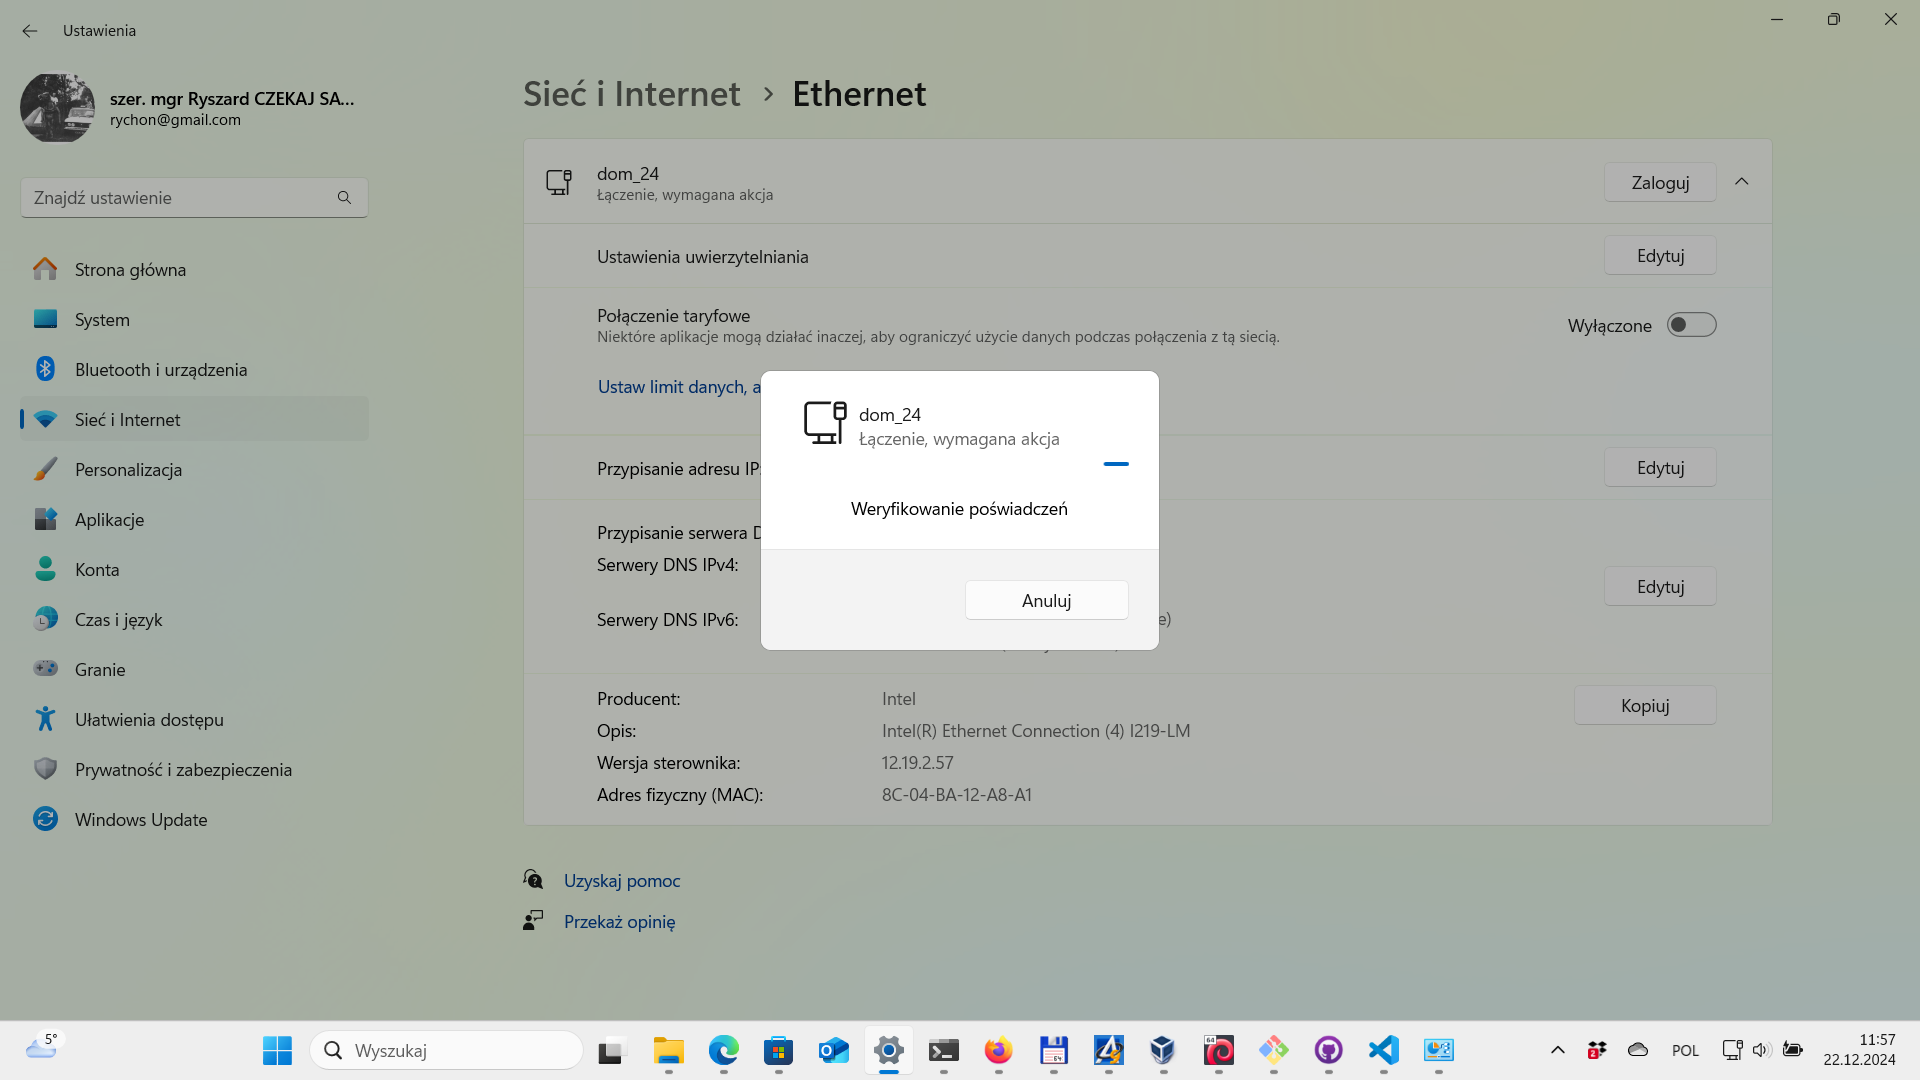 Ustawienia
szer. mgr Ryszard CZEKAJ SA...
rychon@gmail.com
Znajdź ustawienie
Strona główna
System
Bluetooth i urządzenia
Sieć i Internet
Personalizacja
Aplikacje
Konta
Czas i język
Granie
Ułatwienia dostępu
Prywatność i zabezpieczenia
Windows Update
Sieć i Internet > Ethernet
dom_24
Łączenie, wymagana akcja
Zaloguj
Ustawienia uwierzytelniania
Edytuj
Połączenie taryfowe
Niektóre aplikacje mogą działać inaczej, aby ograniczyć użycie danych podczas połączenia z tą siecią.
Wyłączone
Ustaw limit danych, a
Przypisanie adresu IP:
Edytuj
Przypisanie serwera D
Serwery DNS IPv4:
Edytuj
Serwery DNS IPv6:
e)
dom_24
Łączenie, wymagana akcja
Weryfikowanie poświadczeń
Anuluj
Producent: Intel
Kopiuj
Opis: Intel(R) Ethernet Connection (4) I219-LM
Wersja sterownika: 12.19.2.57
Adres fizyczny (MAC): 8C-04-BA-12-A8-A1
Uzyskaj pomoc
Przekaż opinię
5°
Wyszukaj
64
64
2
POL
11:57
22.12.2024